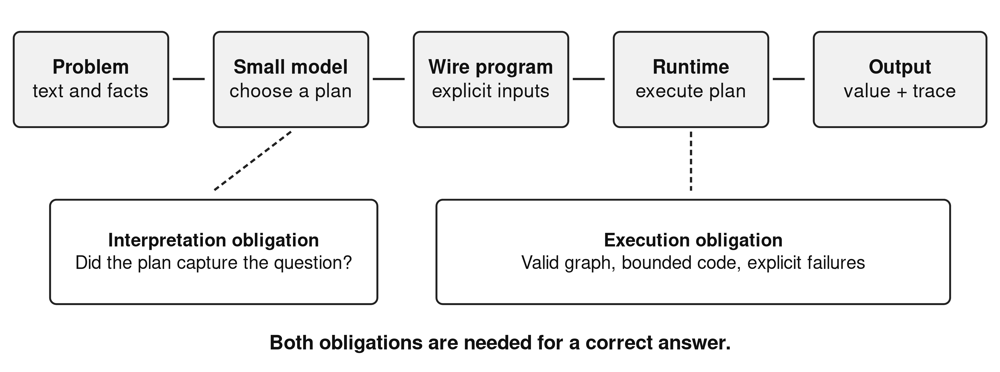 Problem
text and facts
Small model
choose a plan
Wire program
explicit inputs
Runtime
execute plan
Output
value + trace
Interpretation obligation
Did the plan capture the question?
Execution obligation
Valid graph, bounded code, explicit failures
Both obligations are needed for a correct answer.